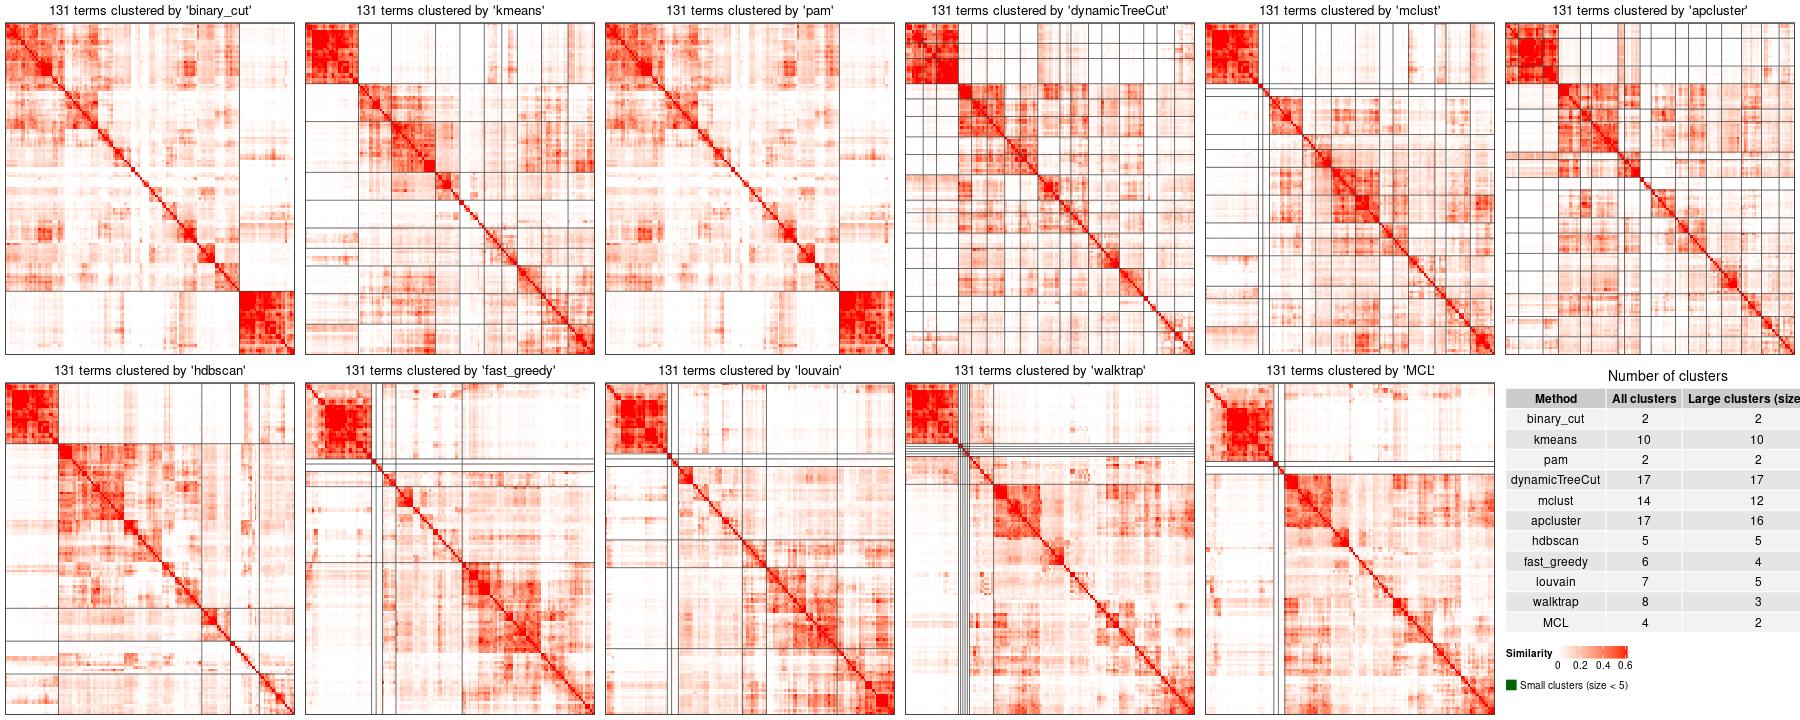 131 terms clustered by 'binary_cut'
131 terms clustered by 'kmeans'
131 terms clustered by 'pam'
131 terms clustered by 'dynamicTreeCut'
131 terms clustered by 'mclust'
131 terms clustered by 'apcluster'
131 terms clustered by 'hdbscan'
131 terms clustered by 'fast_greedy'
131 terms clustered by 'louvain'
131 terms clustered by 'walktrap'
131 terms clustered by 'MCL'
Number of clusters
Method All clusters Large clusters (size
binary_cut 2 2
kmeans 10 10
pam 2 2
dynamicTreeCut 17 17
mclust 14 12
apcluster 17 16
hdbscan 5 5
fast_greedy 6 4
louvain 7 5
walktrap 8 3
MCL 4 2
Similarity
0 0.2 0.4 0.6
Small clusters (size < 5)